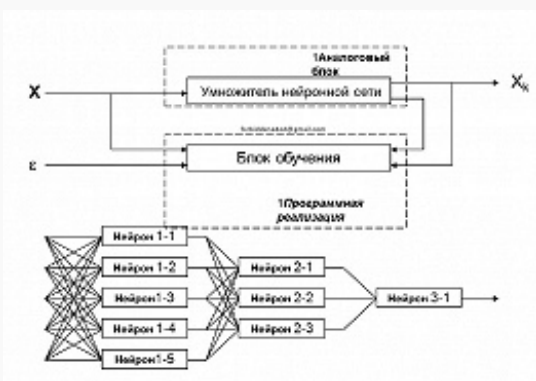 1Аналоговый
блок
X
Умножитель нейронной сети
Xk
ε
Блок обучения
1Программная
реализация
Нейрон 1-1
Нейрон 1-2
Нейрон 2-1
Нейрон1-3
Нейрон 2-2
Нейрон 3-1
Нейрон 1-4
Нейрон 2-3
Нейрон1-5